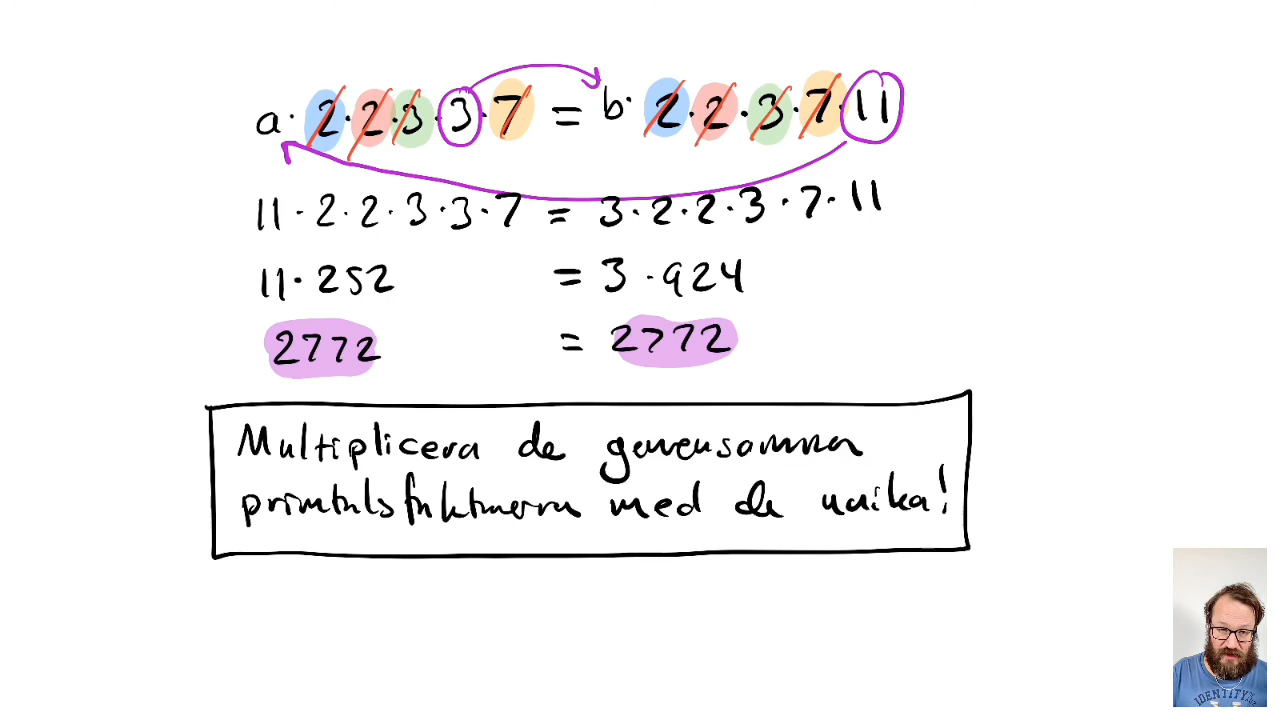 a·2·2·3·3·7 = b·2·2·3·7·11
11·2·2·3·3·7 = 3·2·2·3·7·11
11·252 = 3·924
2772 = 2772
Multiplicera de gemensamma
primtalsfaktorerna med de unika!
IDENTITY